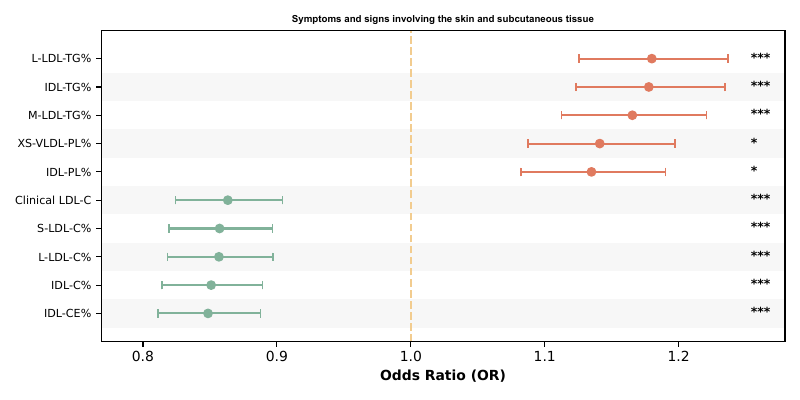 Symptoms and signs involving the skin and subcutaneous tissue
L-LDL-TG% ***
IDL-TG% ***
M-LDL-TG% ***
XS-VLDL-PL% *
IDL-PL% *
Clinical LDL-C ***
S-LDL-C% ***
L-LDL-C% ***
IDL-C% ***
IDL-CE% ***
0.8 0.9 1.0 1.1 1.2
Odds Ratio (OR)